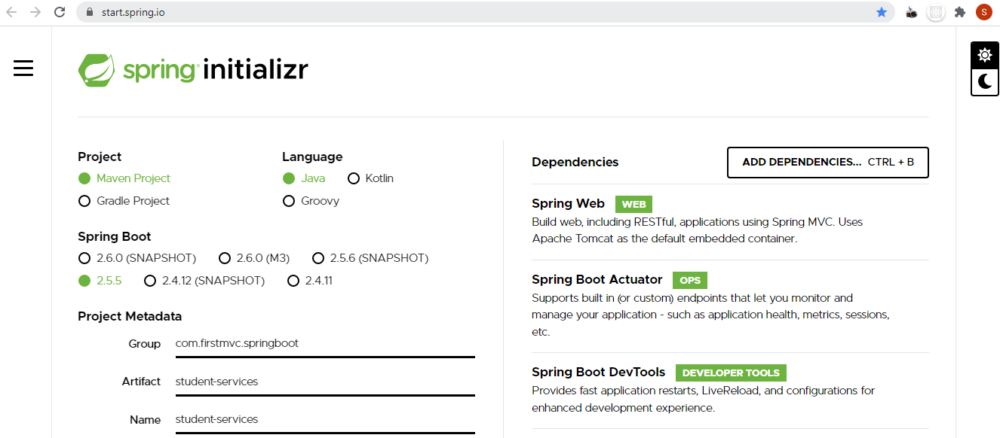 start.spring.io
S
spring initializr
Project
Maven Project
Gradle Project
Language
Java Kotlin
Groovy
Spring Boot
2.6.0 (SNAPSHOT) 2.6.0 (M3) 2.5.6 (SNAPSHOT)
2.5.5 2.4.12 (SNAPSHOT) 2.4.11
Project Metadata
Group com.firstmvc.springboot
Artifact student-services
Name student-services
Dependencies ADD DEPENDENCIES... CTRL + B
Spring Web WEB
Build web, including RESTful, applications using Spring MVC. Uses
Apache Tomcat as the default embedded container.
Spring Boot Actuator OPS
Supports built in (or custom) endpoints that let you monitor and
manage your application - such as application health, metrics, sessions,
etc.
Spring Boot DevTools DEVELOPER TOOLS
Provides fast application restarts, LiveReload, and configurations for
enhanced development experience.